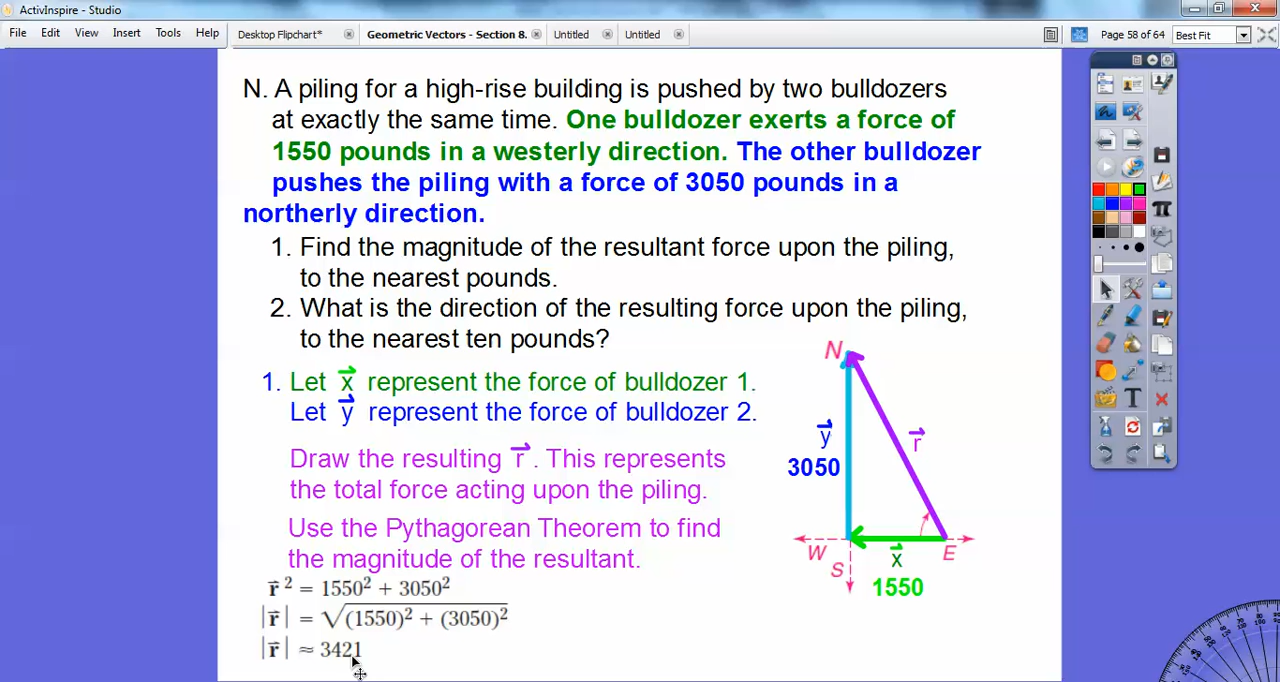 ActivInspire - Studio
File Edit View Insert Tools Help
Desktop Flipchart* Geometric Vectors - Section 8. Untitled Untitled
Page 58 of 64 Best Fit
N. A piling for a high-rise building is pushed by two bulldozers
at exactly the same time. One bulldozer exerts a force of
1550 pounds in a westerly direction. The other bulldozer
pushes the piling with a force of 3050 pounds in a
northerly direction.
1. Find the magnitude of the resultant force upon the piling,
to the nearest pounds.
2. What is the direction of the resulting force upon the piling,
to the nearest ten pounds?
1. Let x⃗ represent the force of bulldozer 1.
Let y⃗ represent the force of bulldozer 2.
Draw the resulting r⃗. This represents
the total force acting upon the piling.
Use the Pythagorean Theorem to find
the magnitude of the resultant.
r⃗ ² = 1550² + 3050²
|r⃗| = √(1550)² + (3050)²
|r⃗| ≈ 3421
N
y⃗
3050
r⃗
W
S
E
x⃗
1550